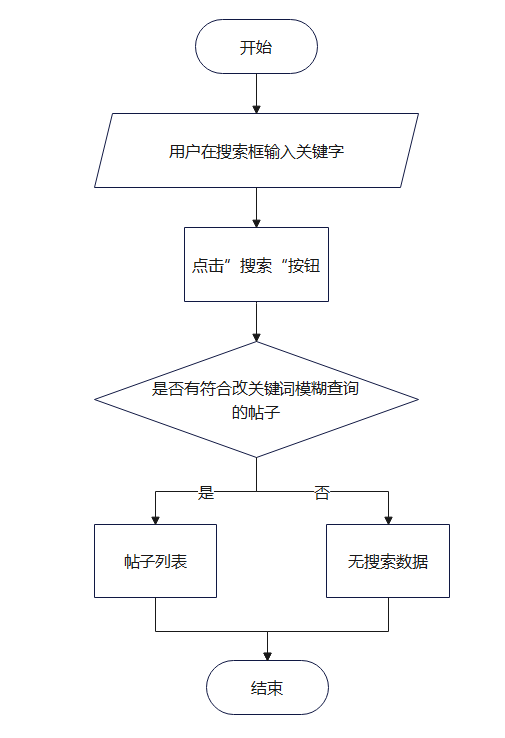 开始
用户在搜索框输入关键字
点击”搜索“按钮
是否有符合改关键词模糊查询
的帖子
是
否
帖子列表
无搜索数据
结束